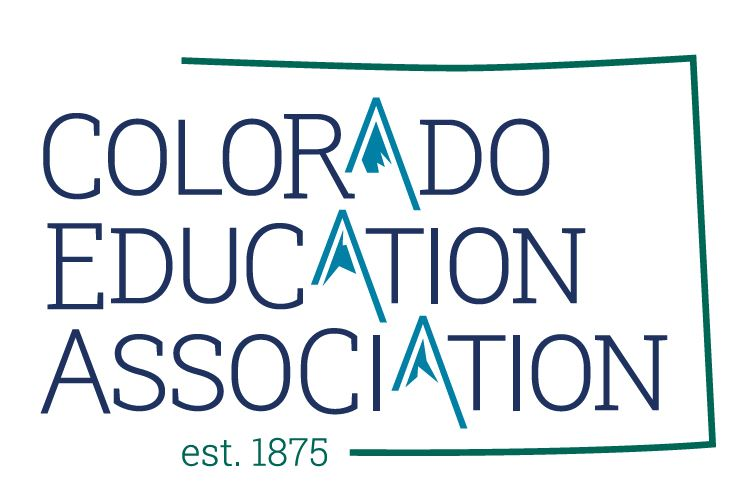 COLORADO
EDUCATION
ASSOCIATION
est. 1875